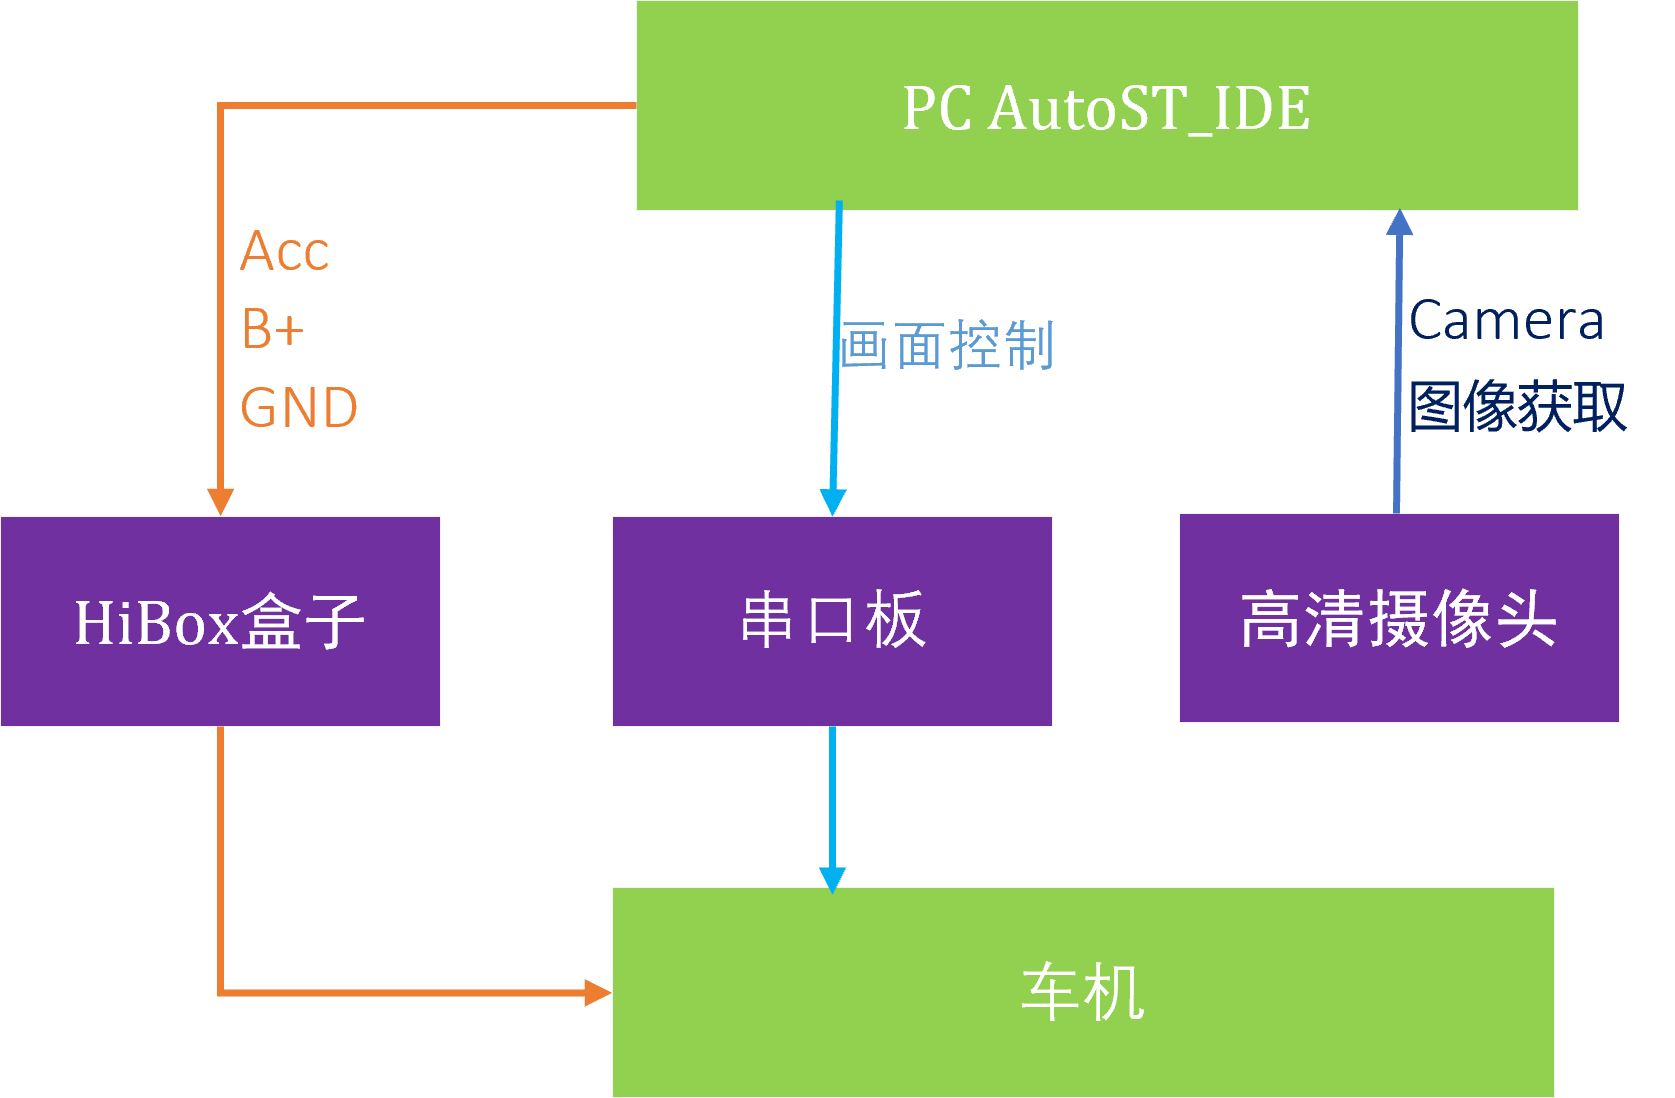 PC AutoST_IDE
Acc
B+
GND
画面控制
Camera
图像获取
HiBox盒子
串口板
高清摄像头
车机